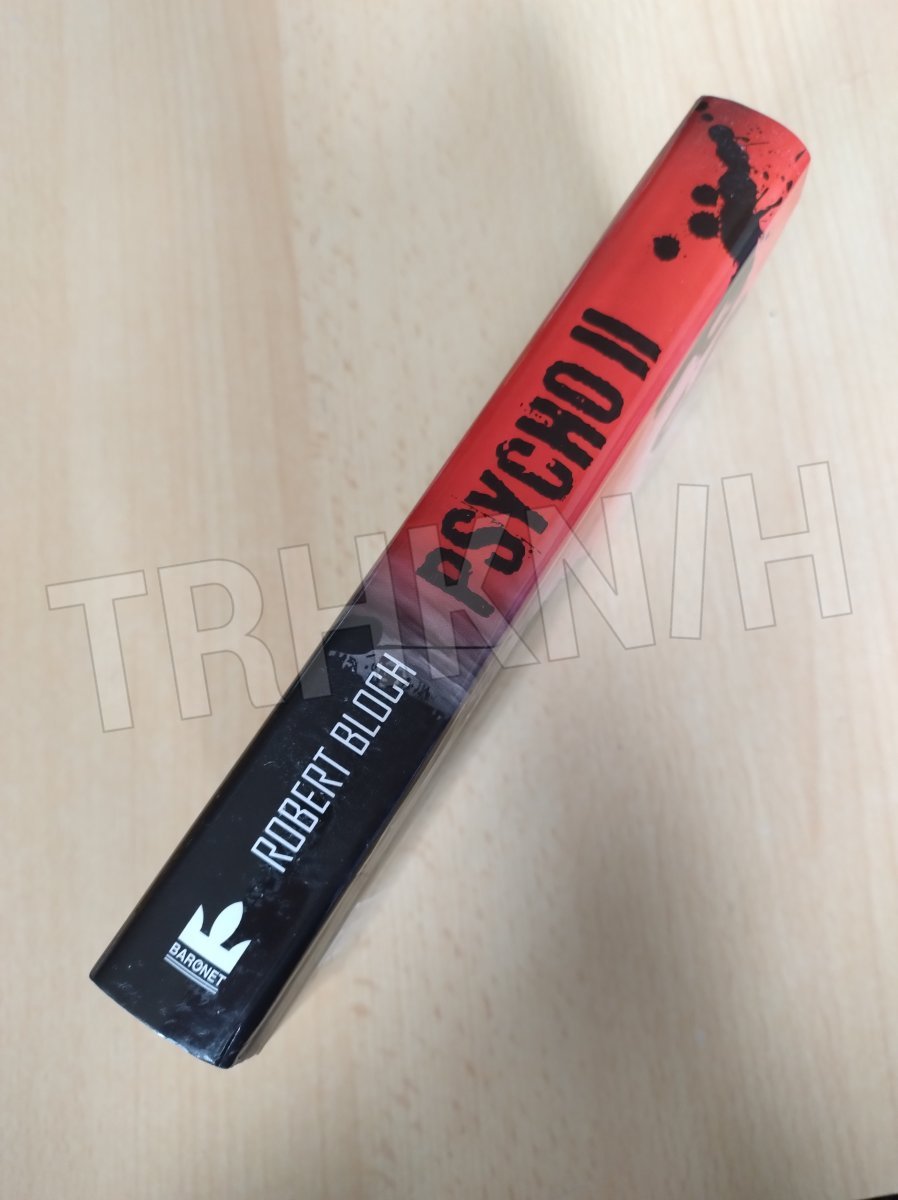 PSYCHO II
ROBERT BLOCH
BARONET
TRHKNIH